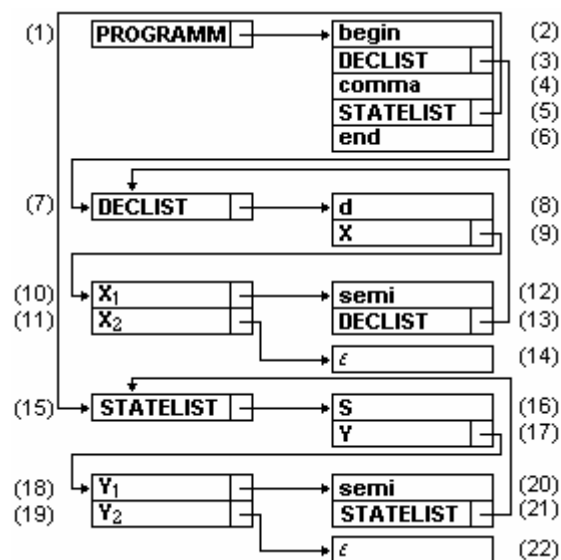 (1) PROGRAMM begin (2)
DECLIST (3)
comma (4)
STATELIST (5)
end (6)
(7) DECLIST d (8)
X (9)
(10) X₁ semi (12)
(11) X₂ DECLIST (13)
ε (14)
(15) STATELIST S (16)
Y (17)
(18) Y₁ semi (20)
(19) Y₂ STATELIST (21)
ε (22)